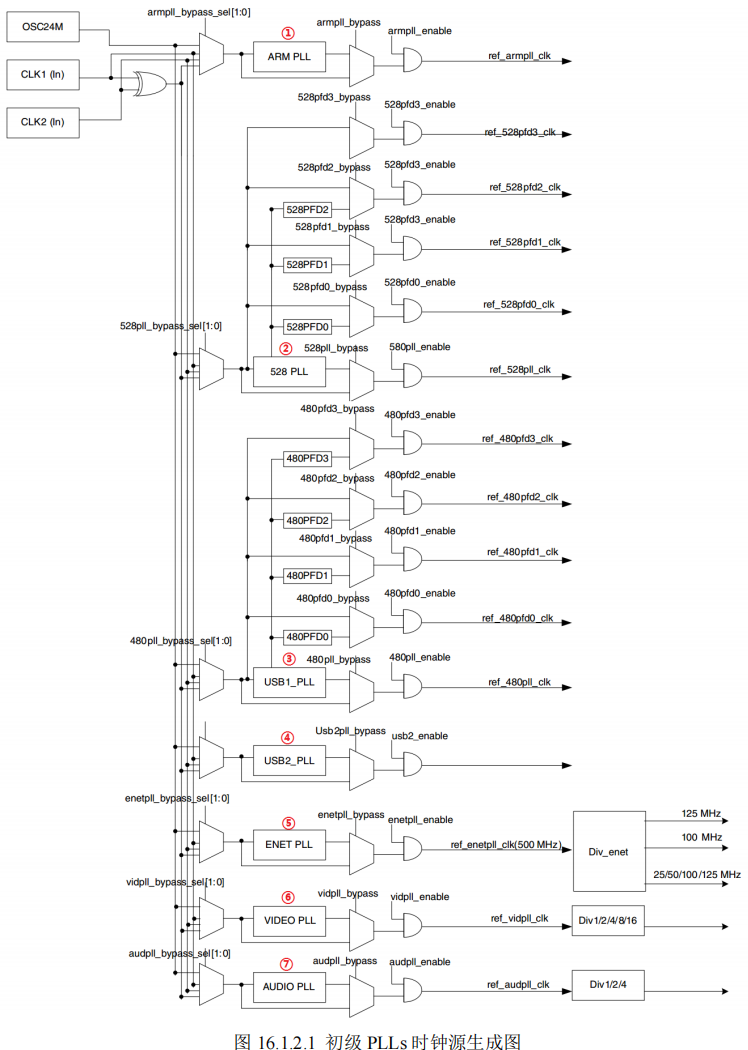 armpll_bypass_sel[1:0]
OSC24M
CLK1 (In)
CLK2 (In)
①
ARM PLL
armpll_bypass
armpll_enable
ref_armpll_clk
528pfd3_bypass
528pfd3_enable
ref_528pfd3_clk
528pfd2_bypass
528pfd3_enable
528PFD2
ref_528pfd2_clk
528pfd1_bypass
528pfd3_enable
528PFD1
ref_528pfd1_clk
528pfd0_bypass
528pfd0_enable
528PFD0
ref_528pfd0_clk
528pll_bypass_sel[1:0]
②
528 PLL
528pll_bypass
580pll_enable
ref_528pll_clk
480pfd3_bypass
480pfd3_enable
480PFD3
ref_480pfd3_clk
480pfd2_bypass
480pfd2_enable
480PFD2
ref_480pfd2_clk
480pfd1_bypass
480pfd1_enable
480PFD1
ref_480pfd1_clk
480pfd0_bypass
480pfd0_enable
480PFD0
ref_480pfd0_clk
480pll_bypass_sel[1:0]
③
USB1_PLL
480pll_bypass
480pll_enable
ref_480pll_clk
④
USB2_PLL
Usb2pll_bypass
usb2_enable
enetpll_bypass_sel[1:0]
⑤
ENET PLL
enetpll_bypass
enetpll_enable
ref_enetpll_clk(500 MHz)
Div_enet
125 MHz
100 MHz
25/50/100/125 MHz
vidpll_bypass_sel[1:0]
⑥
VIDEO PLL
vidpll_bypass
vidpll_enable
ref_vidpll_clk
Div1/2/4/8/16
audpll_bypass_sel[1:0]
⑦
AUDIO PLL
audpll_bypass
audpll_enable
ref_audpll_clk
Div1/2/4
图 16.1.2.1 初级 PLLs 时钟源生成图